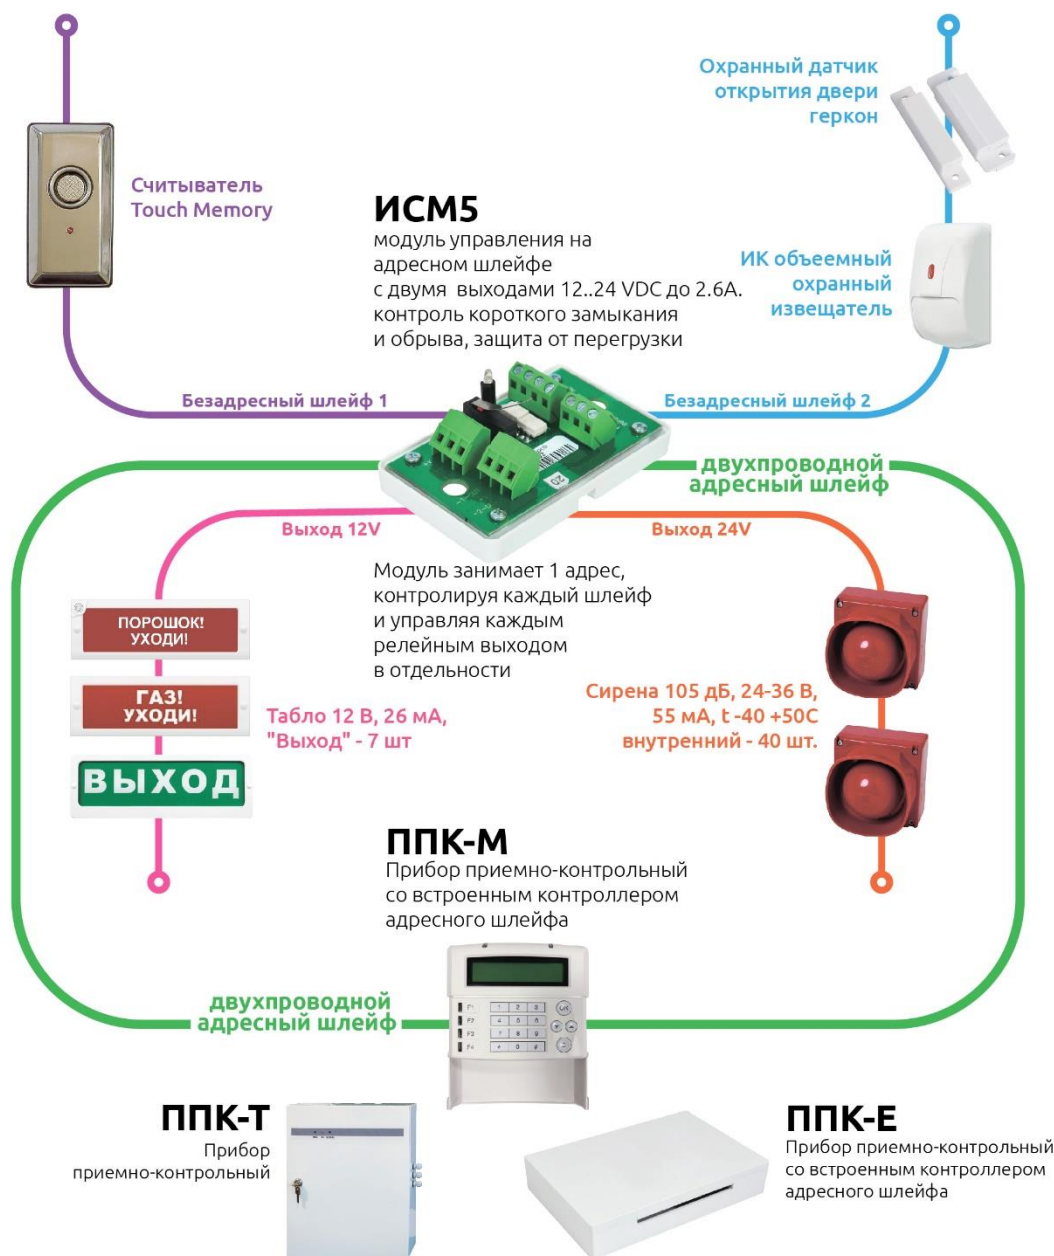 Охранный датчик
открытия двери
геркон
Считыватель
Touch Memory
ИСМ5
модуль управления на
адресном шлейфе
с двумя выходами 12..24 VDC до 2.6А.
контроль короткого замыкания
и обрыва, защита от перегрузки
ИК объеемный
охранный
извещатель
Безадресный шлейф 1
Безадресный шлейф 2
двухпроводной
адресный шлейф
Выход 12V
Выход 24V
Модуль занимает 1 адрес,
контролируя каждый шлейф
и управляя каждым
релейным выходом
в отдельности
ПОРОШОК!
УХОДИ!
ГАЗ!
УХОДИ!
ВЫХОД
Табло 12 В, 26 мА,
"Выход" - 7 шт
Сирена 105 дБ, 24-36 В,
55 мА, t -40 +50С
внутренний - 40 шт.
ППК-М
Прибор приемно-контрольный
со встроенным контроллером
адресного шлейфа
двухпроводной
адресный шлейф
ППК-Т
Прибор
приемно-контрольный
ППК-Е
Прибор приемно-контрольный
со встроенным контроллером
адресного шлейфа